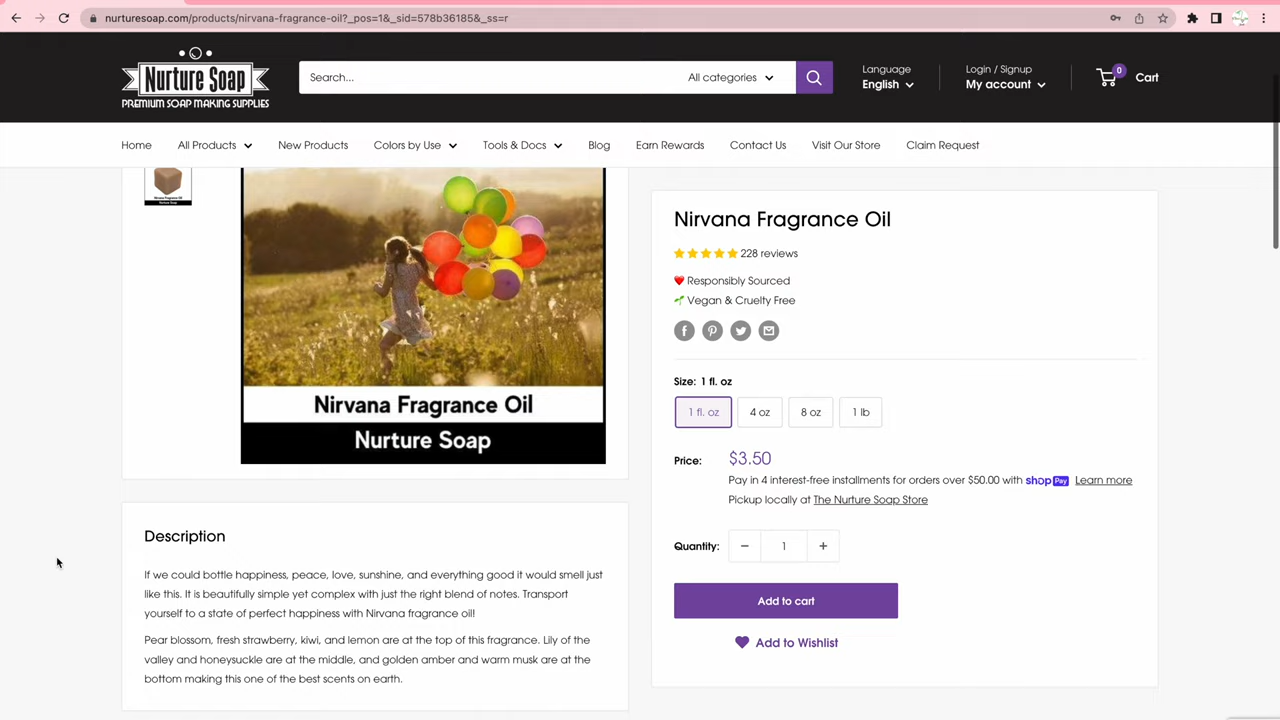 nurturesoap.com/products/nirvana-fragrance-oil?_pos=1&_sid=578b36185&_ss=r
Nurture Soap
PREMIUM SOAP MAKING SUPPLIES
Search...
All categories
Language
English
Login / Signup
My account
0
Cart
Home
All Products
New Products
Colors by Use
Tools & Docs
Blog
Earn Rewards
Contact Us
Visit Our Store
Claim Request
Nirvana Fragrance Oil
Nurture Soap
Nirvana Fragrance Oil
Nurture Soap
Description
If we could bottle happiness, peace, love, sunshine, and everything good it would smell just
like this. It is beautifully simple yet complex with just the right blend of notes. Transport
yourself to a state of perfect happiness with Nirvana fragrance oil!
Pear blossom, fresh strawberry, kiwi, and lemon are at the top of this fragrance. Lily of the
valley and honeysuckle are at the middle, and golden amber and warm musk are at the
bottom making this one of the best scents on earth.
Nirvana Fragrance Oil
228 reviews
Responsibly Sourced
Vegan & Cruelty Free
Size: 1 fl. oz
1 fl. oz
4 oz
8 oz
1 lb
Price: $3.50
Pay in 4 interest-free installments for orders over $50.00 with shop Pay Learn more
Pickup locally at The Nurture Soap Store
Quantity: − 1 +
Add to cart
Add to Wishlist